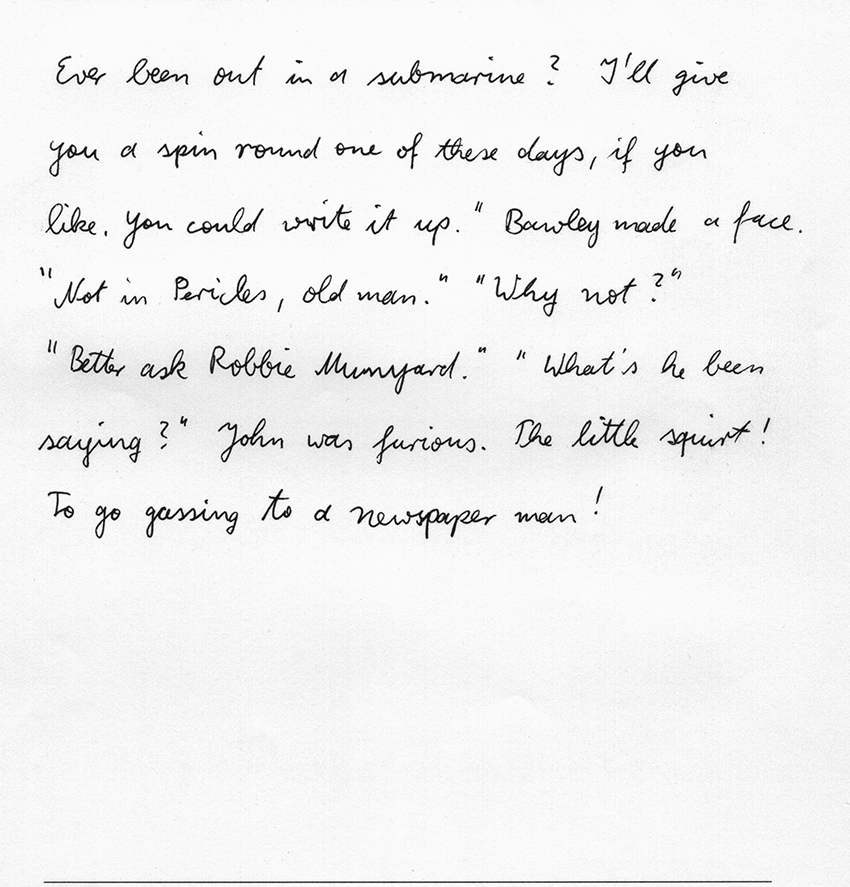 Ever been out in a submarine? I'll give
you a spin round one of these days, if you
like. You could write it up." Bawley made a face.
"Not in Pericles, old man." "Why not?"
"Better ask Robbie Munyard." "What's he been
saying?" John was furious. The little squirt!
To go gassing to a newspaper man!